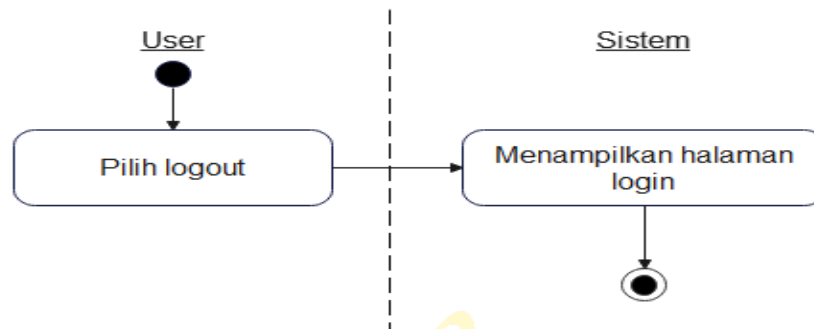 User
Sistem
Pilih logout
Menampilkan halaman
login